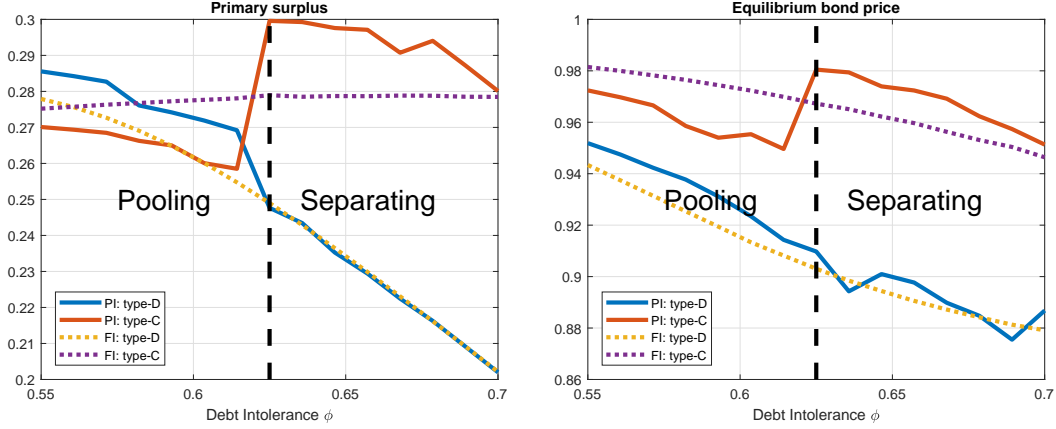 Primary surplus
0.3
0.29
0.28
0.27
0.26
0.25
0.24
0.23
0.22
0.21
0.2
Pooling
Separating
PI: type-D
PI: type-C
FI: type-D
FI: type-C
0.55
0.6
0.65
0.7
Debt Intolerance ϕ
Equilibrium bond price
1
0.98
0.96
0.94
0.92
0.9
0.88
0.86
Pooling
Separating
PI: type-D
PI: type-C
FI: type-D
FI: type-C
0.55
0.6
0.65
0.7
Debt Intolerance ϕ